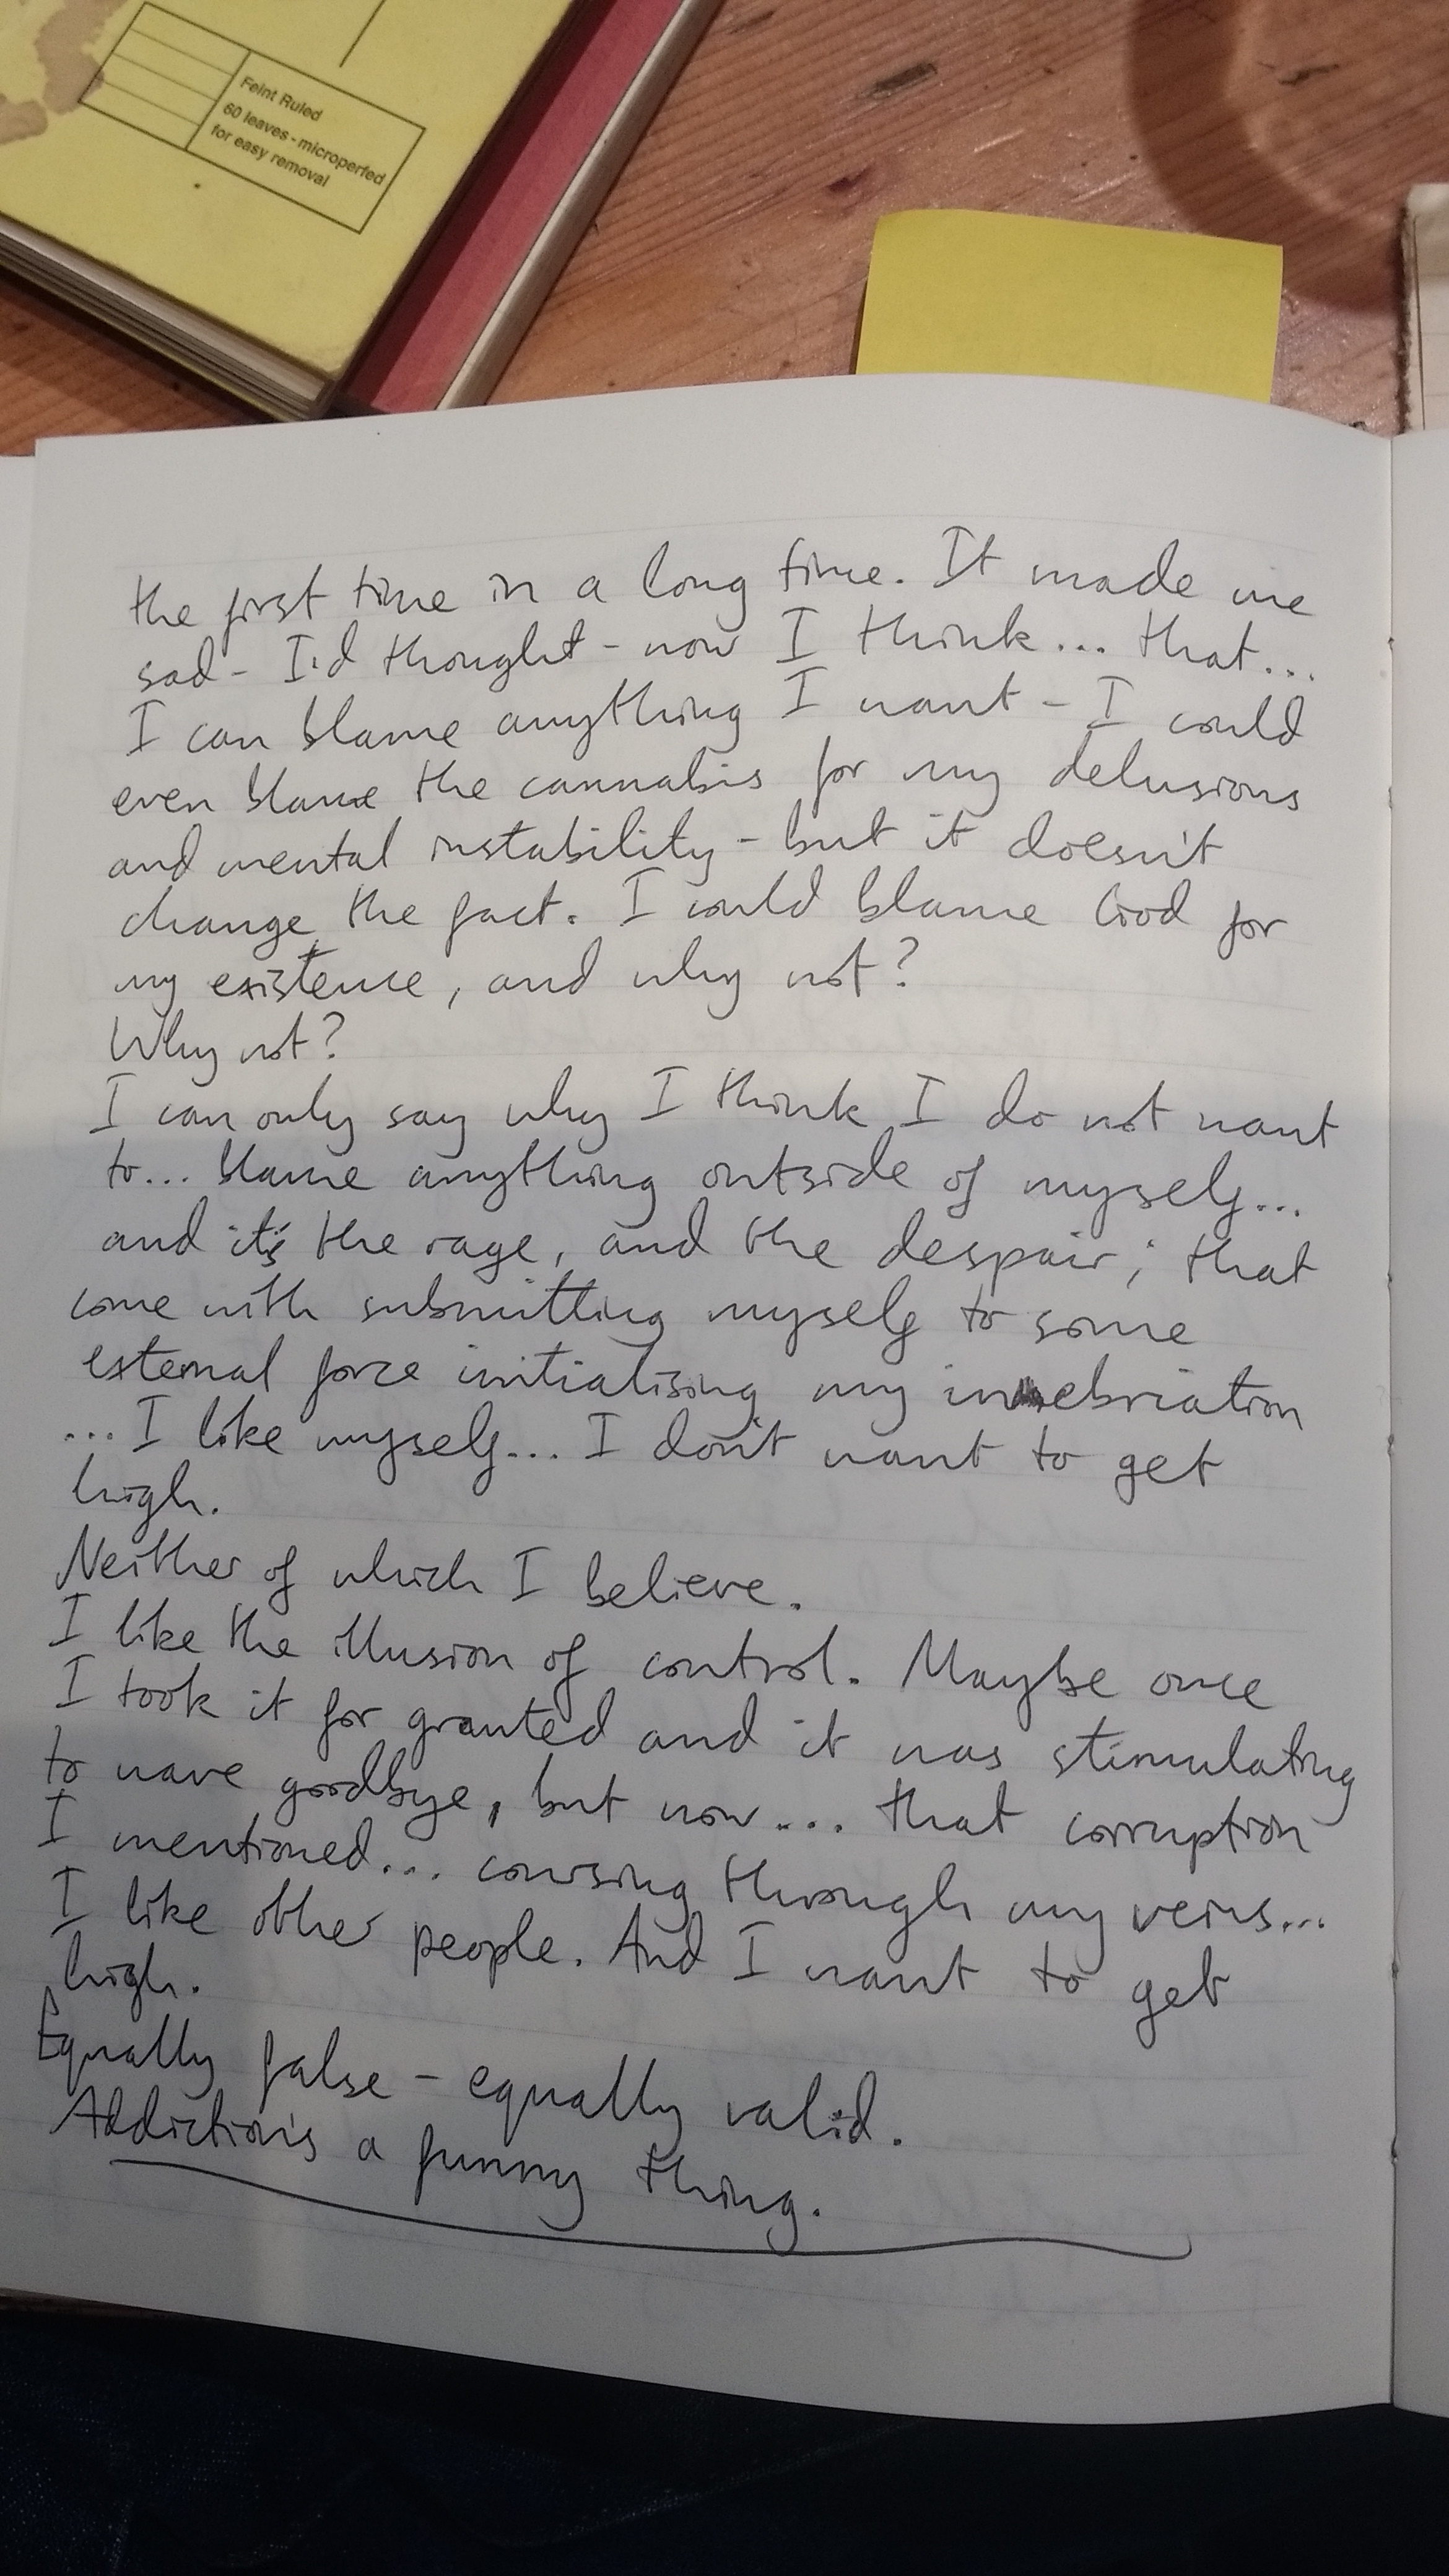 Feint Ruled
60 leaves - microperfed
for easy removal
the first time in a long time. It made me
sad - I'd thought - now I think... that...
I can blame anything I want - I could
even blame the cannabis for my delusions
and mental instability - but it doesn't
change the fact. I could blame God for
my existence, and why not?
Why not?
I can only say why I think I do not want
to... blame anything outside of myself...
and it's the rage, and the despair; that
come with submitting myself to some
external force initialising my inebriation
...I like myself... I don't want to get
high.
Neither of which I believe.
I like the illusion of control. Maybe once
I took it for granted and it was stimulating
to wave goodbye, but now... that corruption
I mentioned... coursing through my veins...
I like other people. And I want to get
high.
Equally false - equally valid.
Addiction's a funny thing.